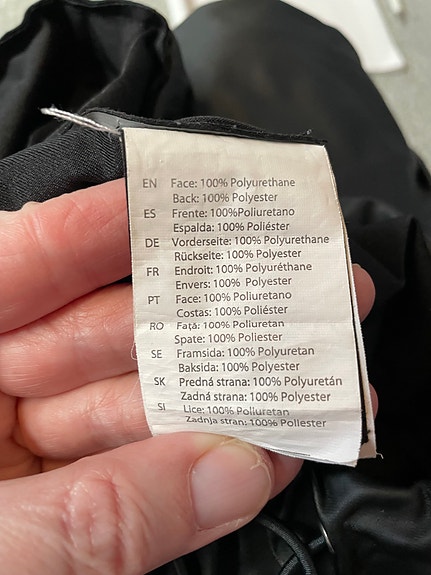 EN Face: 100% Polyurethane
Back: 100% Polyester
ES Frente: 100%Poliuretano
Espalda: 100% Poliéster
DE Vorderseite: 100% Polyurethane
Rückseite: 100% Polyester
FR Endroit: 100% Polyuréthane
Envers: 100% Polyester
PT Face: 100% Poliuretano
Costas: 100% Poliéster
RO Față: 100% Poliuretan
Spate: 100% Poliester
SE Framsida: 100% Polyuretan
Baksida: 100% Polyester
SK Predná strana: 100% Polyuretán
Zadná strana: 100% Polyester
SI Lice: 100% Poliuretan
Zadnja stran: 100% Poliester